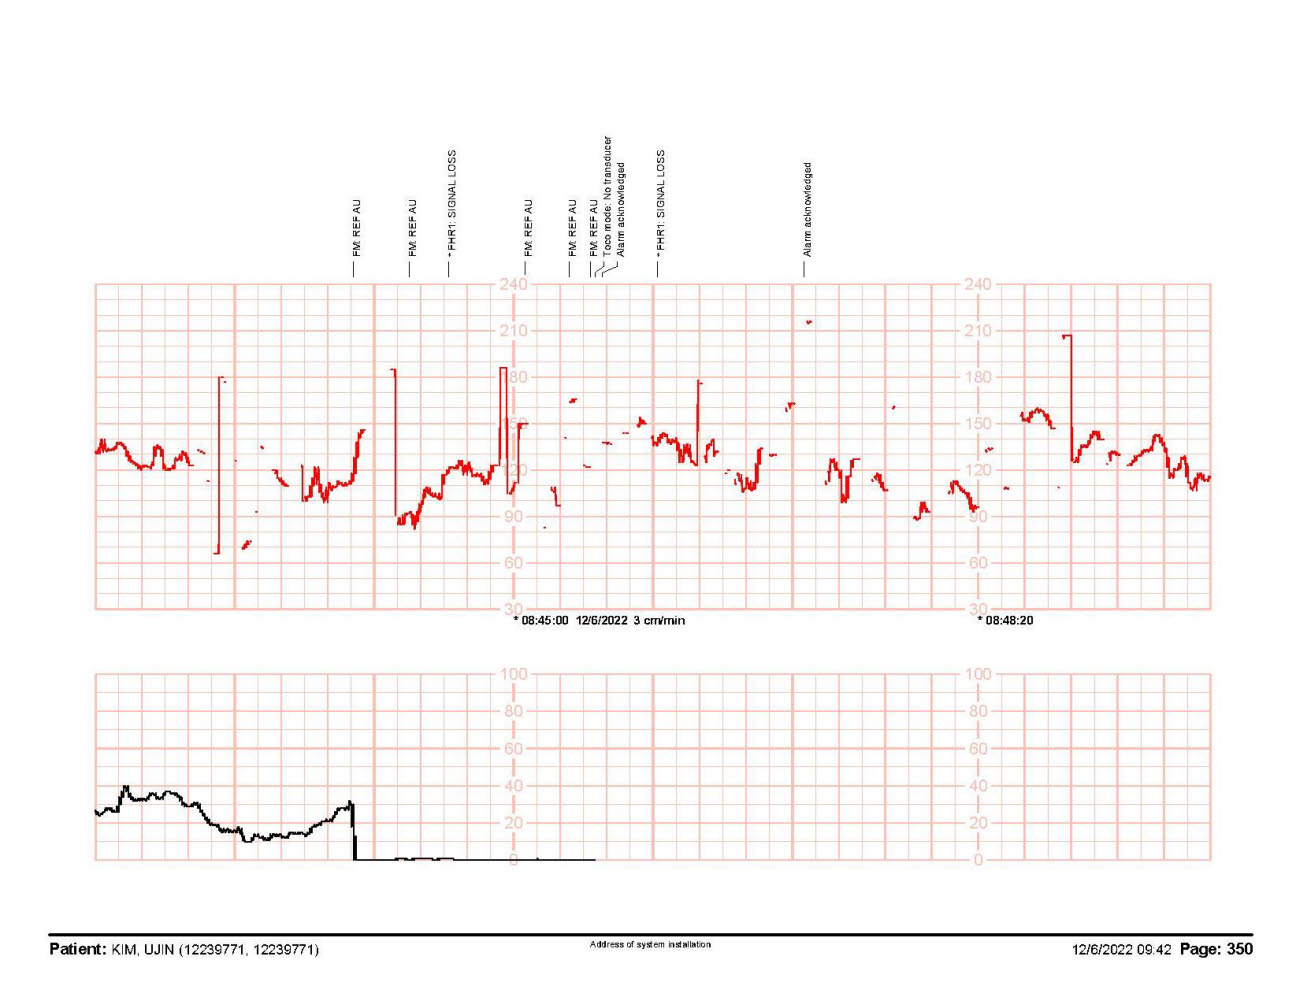 FM: REF AU
FM: REF AU
* FHR1: SIGNAL LOSS
FM: REF AU
FM: REF AU
FM: REF AU
Toco mode: No transducer
Alarm acknowledged
* FHR1: SIGNAL LOSS
Alarm acknowledged
240 240
210 210
180 180
150 150
120 120
90 90
60 60
30 30
* 08:45:00 12/6/2022 3 cm/min * 08:48:20
100 100
80 80
60 60
40 40
20 20
0 0
Patient: KIM, UJIN (12239771, 12239771) Address of system installation 12/6/2022 09:42 Page: 350